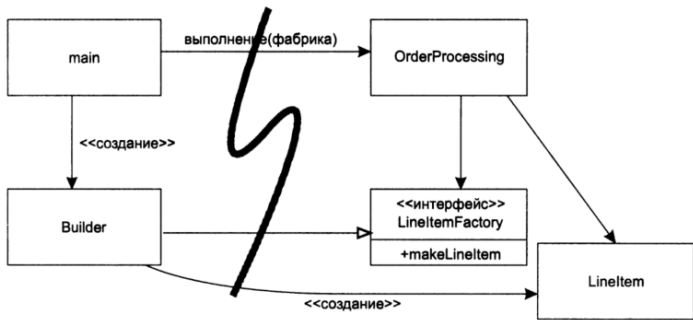 main
выполнение(фабрика)
OrderProcessing
<<создание>>
Builder
<<интерфейс>>
LineItemFactory
+makeLineItem
LineItem
<<создание>>